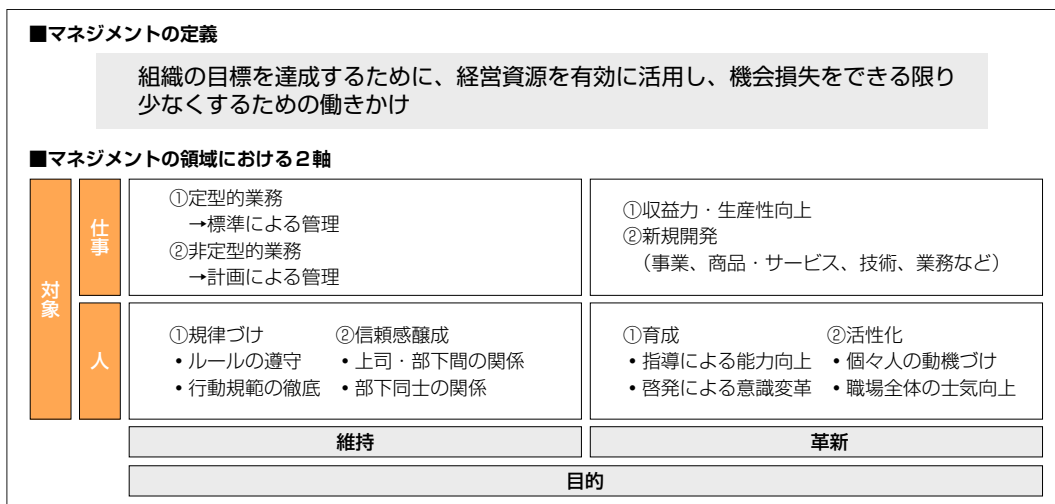 ■マネジメントの定義
組織の目標を達成するために、経営資源を有効に活用し、機会損失をできる限り
少なくするための働きかけ
■マネジメントの領域における2軸
対象
仕事
①定型的業務
→標準による管理
②非定型的業務
→計画による管理
①収益力・生産性向上
②新規開発
（事業、商品・サービス、技術、業務など）
人
①規律づけ
• ルールの遵守
• 行動規範の徹底
②信頼感醸成
• 上司・部下間の関係
• 部下同士の関係
①育成
• 指導による能力向上
• 啓発による意識変革
②活性化
• 個々人の動機づけ
• 職場全体の士気向上
維持
革新
目的